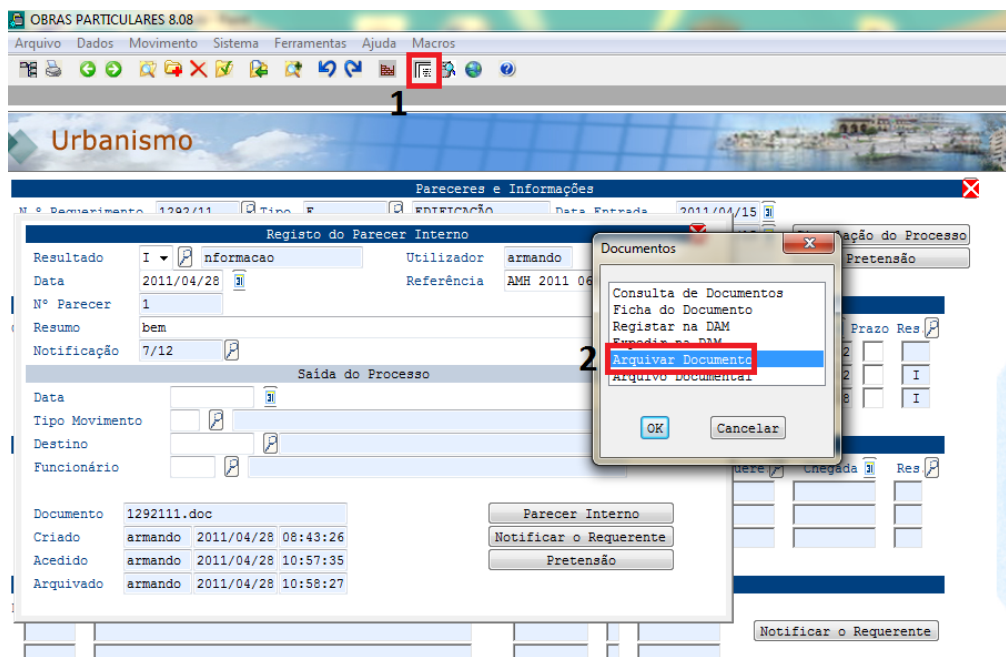 OBRAS PARTICULARES 8.08
Arquivo Dados Movimento Sistema Ferramentas Ajuda Macros
1
Urbanismo
Pareceres e Informações
N.º Requerimento 1292/11 Tipo E EDIFICAÇÃO Data Entrada 2011/04/15
Registo do Parecer Interno
Resultado I nformacao Utilizador armando
Data 2011/04/28 Referência AMH 2011 06
Nº Parecer 1
Resumo bem
Notificação 7/12
Saída do Processo
Data
Tipo Movimento
Destino
Funcionário
Documento 1292111.doc
Criado armando 2011/04/28 08:43:26
Acedido armando 2011/04/28 10:57:35
Arquivado armando 2011/04/28 10:58:27
Parecer Interno
Notificar o Requerente
Pretensão
Documentos
Consulta de Documentos
Ficha do Documento
Registar na DAM
Expedir na DAM
2
Arquivar Documento
Arquivo Documental
OK Cancelar
do Processo
Pretensão
Prazo Res.
2
2 I
8 I
Chegada Res.
Notificar o Requerente